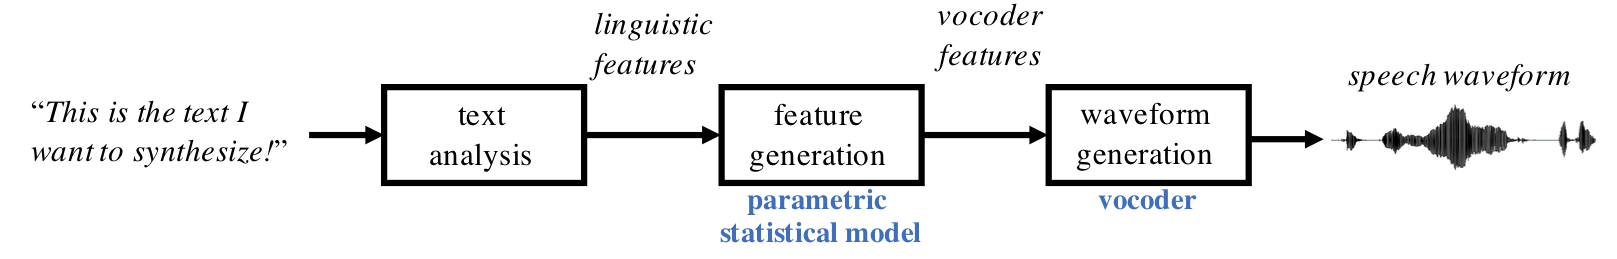 “This is the text I
want to synthesize!”
text
analysis
linguistic
features
feature
generation
parametric
statistical model
vocoder
features
waveform
generation
vocoder
speech waveform